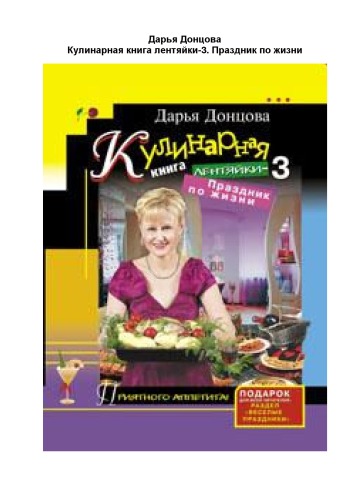 Дарья Донцова
Кулинарная книга лентяйки-3. Праздник по жизни
Дарья Донцова
Кулинарная
книга
лентяйки-3
Праздник
по жизни
Приятного аппетита!
ПОДАРОК
РАЗДЕЛ
«ВЕСЕЛЫЕ
ПРАЗДНИКИ»